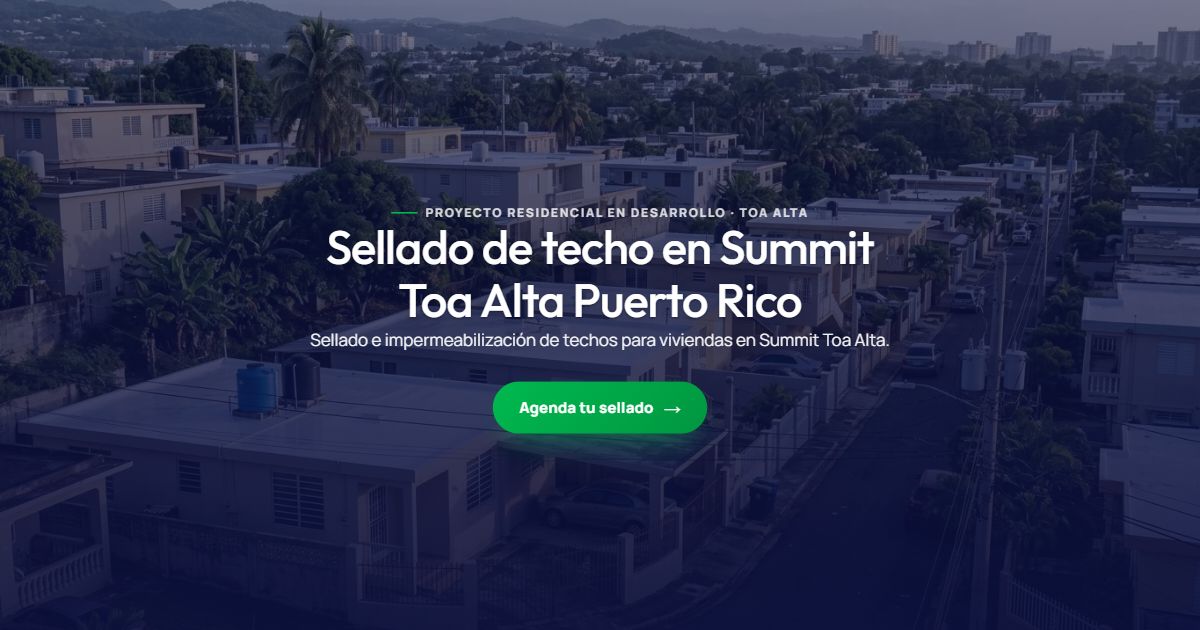 PROYECTO RESIDENCIAL EN DESARROLLO · TOA ALTA
Sellado de techo en Summit
Toa Alta Puerto Rico
Sellado e impermeabilización de techos para viviendas en Summit Toa Alta.
Agenda tu sellado →